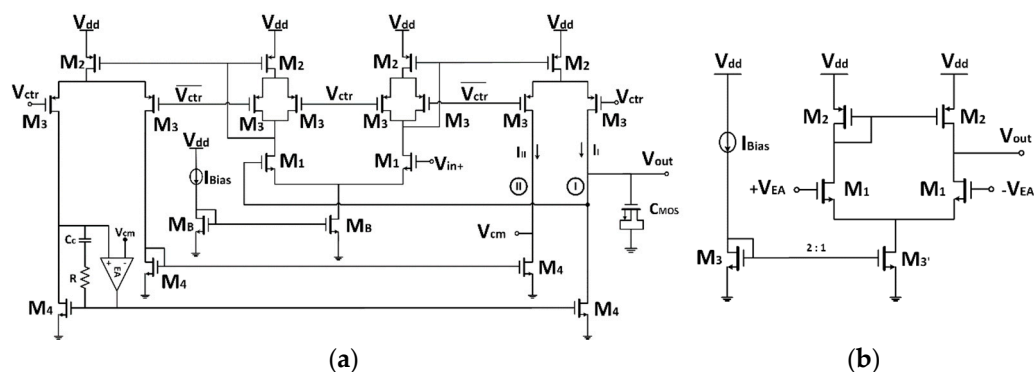 Vdd Vdd Vdd Vdd
M2 M2 M2 M2
Vctr Vctr Vctr Vctr Vctr
M3 M3 M3 M3 M3 M3 M3 M3
Vdd
IBias
M1 M1 Vin+
III II
II I
Vout
MB MB
CMOS
Vcm
Cc Vcm
+ EA -
R
M4 M4 M4 M4
(a)
Vdd Vdd Vdd
IBias
M2 M2
Vout
+VEA M1 M1 -VEA
M3 2 : 1 M3'
(b)